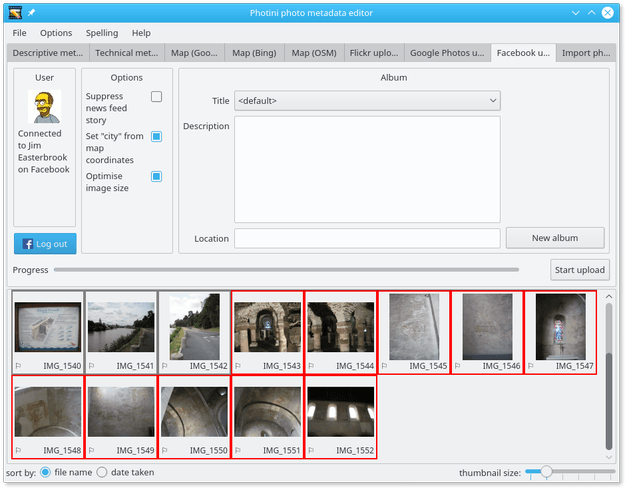 Photini photo metadata editor
File Options Spelling Help
Descriptive met... Technical met... Map (Goo... Map (Bing) Map (OSM) Flickr uplo... Google Photos u... Facebook u... Import ph...
User
Connected
to Jim
Easterbrook
on Facebook
Log out
Options
Suppress
news feed
story
Set "city" from
map
coordinates
Optimise
image size
Album
Title <default>
Description
Location
New album
Progress
Start upload
IMG_1540 IMG_1541 IMG_1542 IMG_1543 IMG_1544 IMG_1545 IMG_1546 IMG_1547
IMG_1548 IMG_1549 IMG_1550 IMG_1551 IMG_1552
sort by: file name date taken thumbnail size: